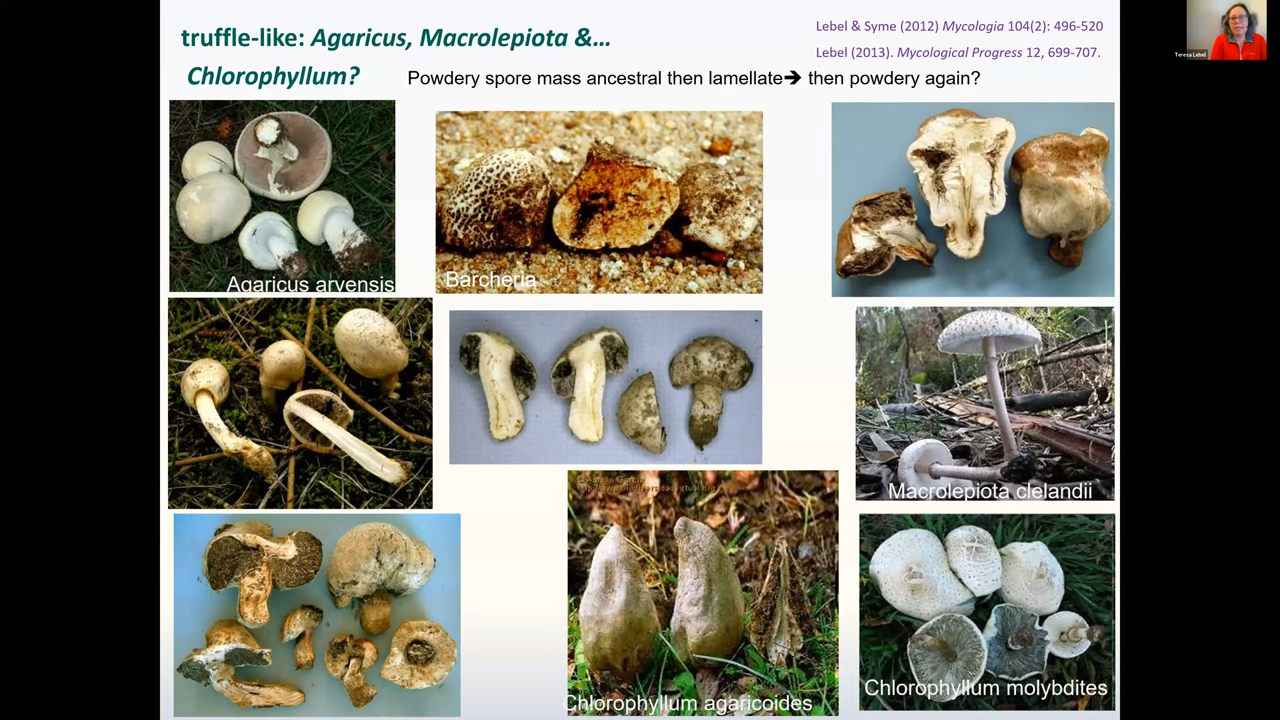 truffle-like: Agaricus, Macrolepiota &...
Chlorophyllum?
Lebel & Syme (2012) Mycologia 104(2): 496-520
Lebel (2013). Mycological Progress 12, 699-707.
Powdery spore mass ancestral then lamellate➔ then powdery again?
Teresa Lebel
Agaricus arvensis
Barcheria
Macrolepiota clelandii
Chlorophyllum agaricoides
Chlorophyllum molybdites